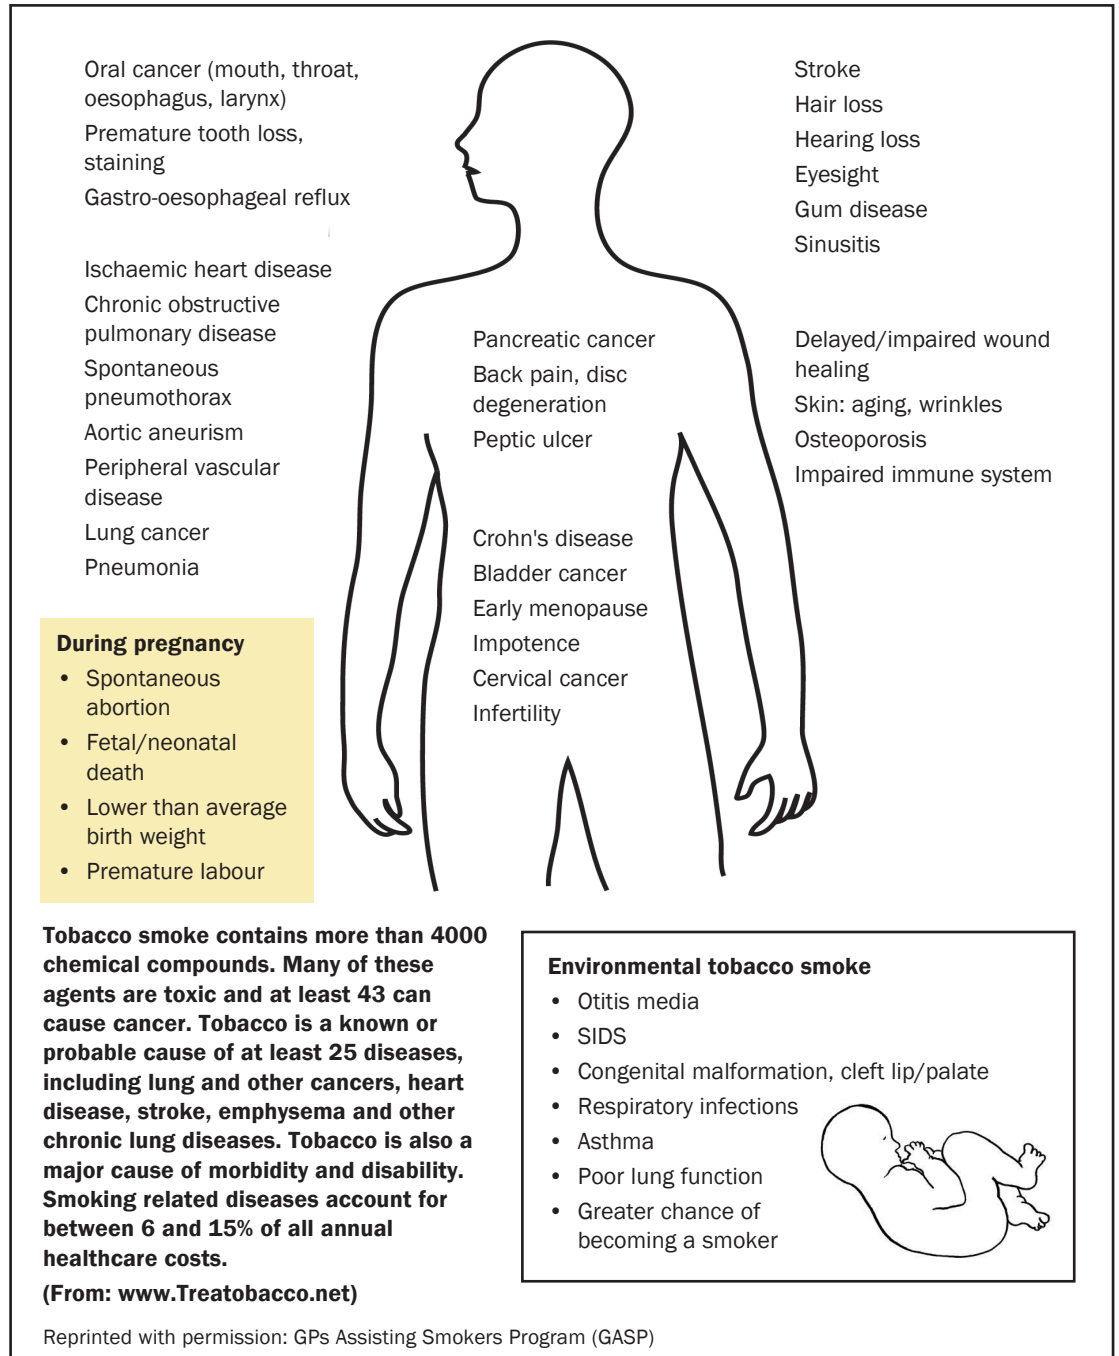 Oral cancer (mouth, throat,
oesophagus, larynx)
Premature tooth loss,
staining
Gastro-oesophageal reflux
Ischaemic heart disease
Chronic obstructive
pulmonary disease
Spontaneous
pneumothorax
Aortic aneurism
Peripheral vascular
disease
Lung cancer
Pneumonia
Pancreatic cancer
Back pain, disc
degeneration
Peptic ulcer
Crohn's disease
Bladder cancer
Early menopause
Impotence
Cervical cancer
Infertility
Stroke
Hair loss
Hearing loss
Eyesight
Gum disease
Sinusitis
Delayed/impaired wound
healing
Skin: aging, wrinkles
Osteoporosis
Impaired immune system
During pregnancy
• Spontaneous
abortion
• Fetal/neonatal
death
• Lower than average
birth weight
• Premature labour
Tobacco smoke contains more than 4000
chemical compounds. Many of these
agents are toxic and at least 43 can
cause cancer. Tobacco is a known or
probable cause of at least 25 diseases,
including lung and other cancers, heart
disease, stroke, emphysema and other
chronic lung diseases. Tobacco is also a
major cause of morbidity and disability.
Smoking related diseases account for
between 6 and 15% of all annual
healthcare costs.
(From: www.Treatobacco.net)
Environmental tobacco smoke
• Otitis media
• SIDS
• Congenital malformation, cleft lip/palate
• Respiratory infections
• Asthma
• Poor lung function
• Greater chance of
becoming a smoker
Reprinted with permission: GPs Assisting Smokers Program (GASP)